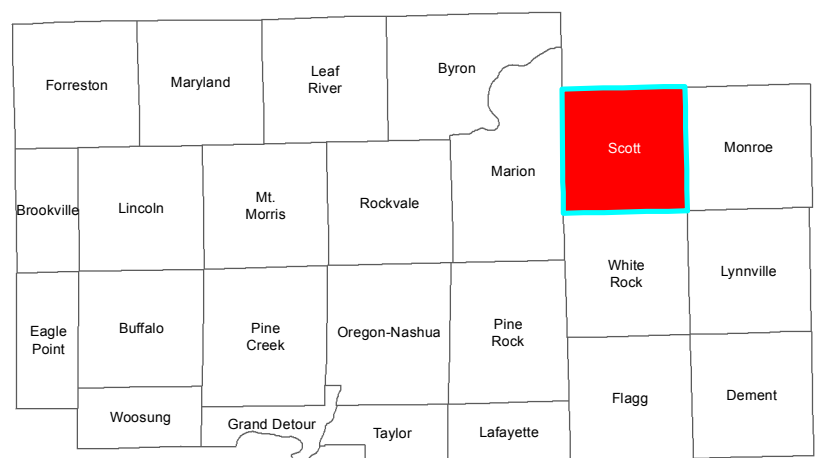 Forreston
Maryland
Leaf
River
Byron
Scott
Monroe
Brookville
Lincoln
Mt.
Morris
Rockvale
Marion
White
Rock
Lynnville
Eagle
Point
Buffalo
Pine
Creek
Oregon-Nashua
Pine
Rock
Flagg
Dement
Woosung
Grand Detour
Taylor
Lafayette